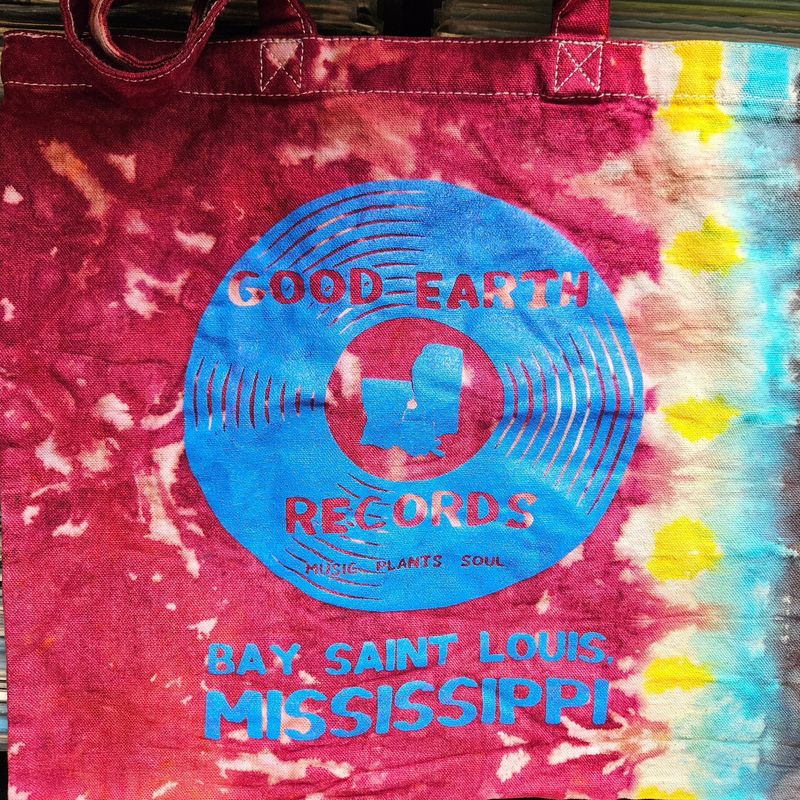 GOOD EARTH
RECORDS
MUSIC PLANTS SOUL
BAY SAINT LOUIS,
MISSISSIPPI